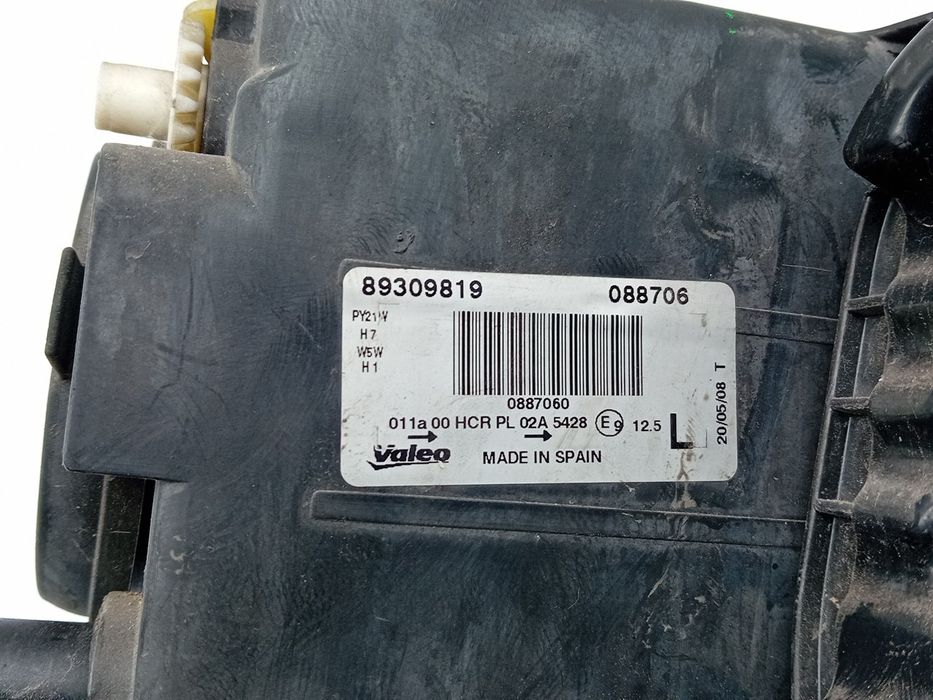 89309819 088706
PY21W
H7
W5W
H1
0887060
011a 00 HCR PL 02A 5428 E9 12.5 L
Valeo MADE IN SPAIN
20/05/08 T